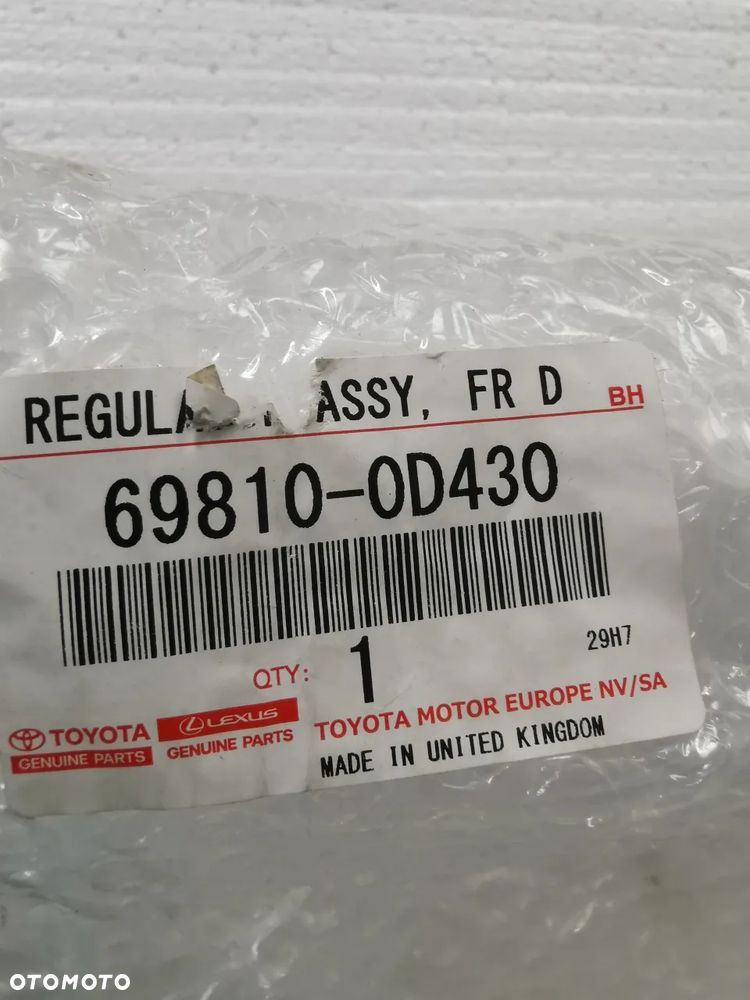 ASSY, FR D
BH
69810-0D430
QTY: 1
29H7
TOYOTA
GENUINE PARTS
LEXUS
GENUINE PARTS
TOYOTA MOTOR EUROPE NV/SA
MADE IN UNITED KINGDOM
OTOMOTO